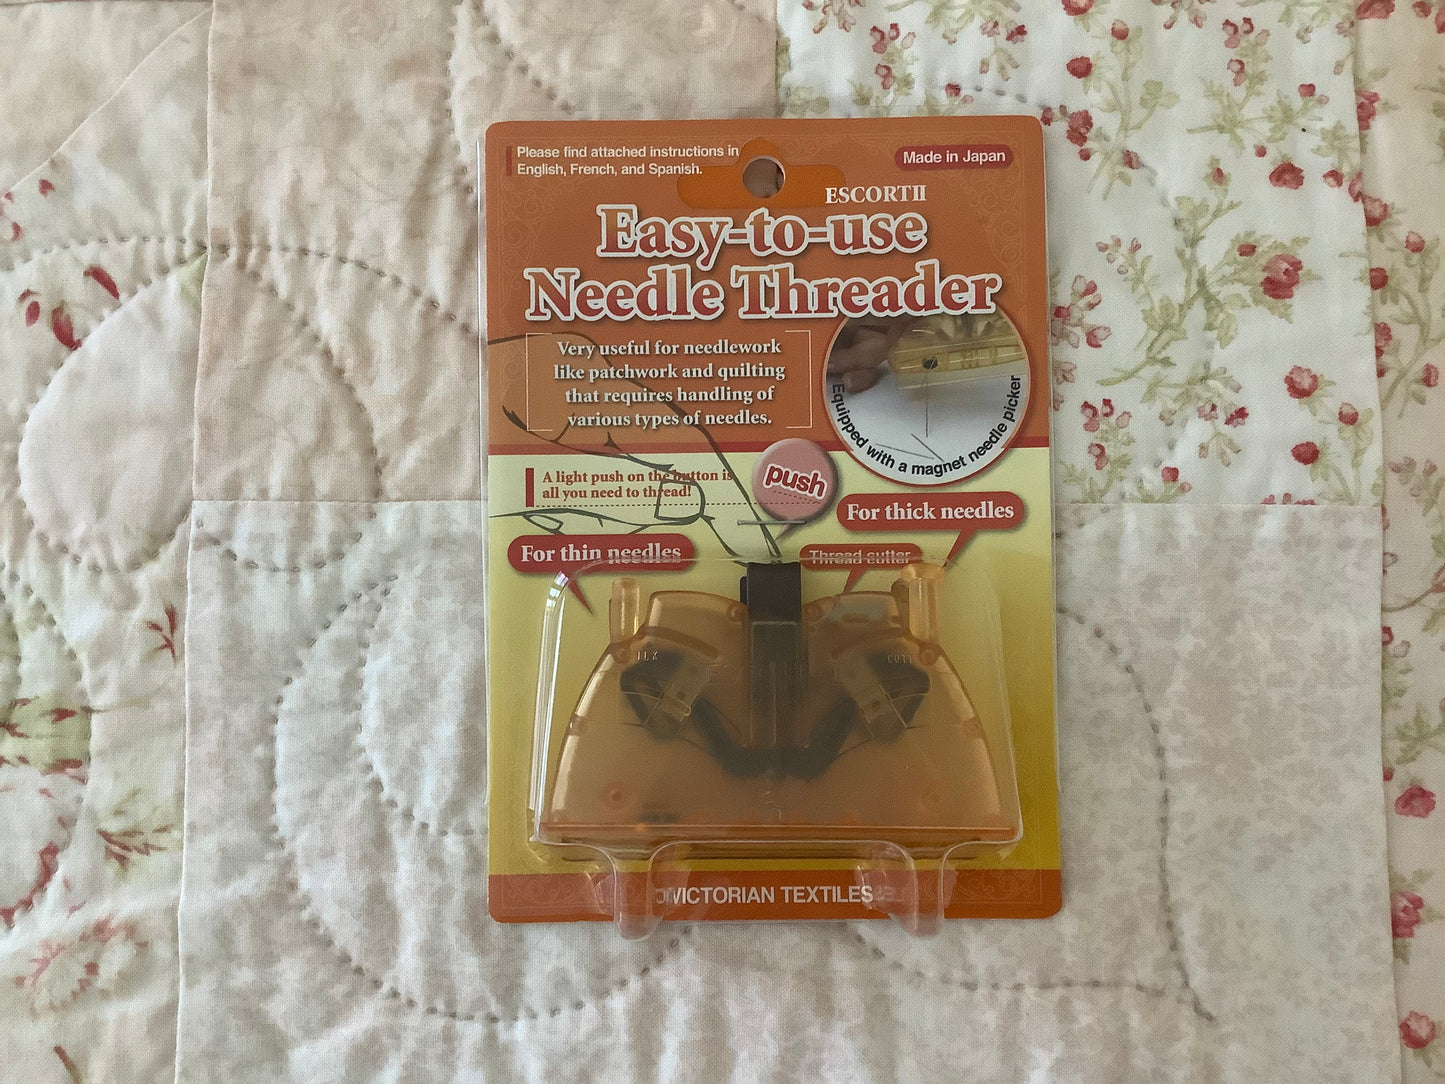 Please find attached instructions in
English, French, and Spanish.
Made in Japan
ESCORT II
Easy-to-use
Needle Threader
Very useful for needlework
like patchwork and quilting
that requires handling of
various types of needles.
Equipped with a magnet needle picker
A light push on the button is
all you need to thread!
push
For thick needles
For thin needles
Thread cutter
VICTORIAN TEXTILES